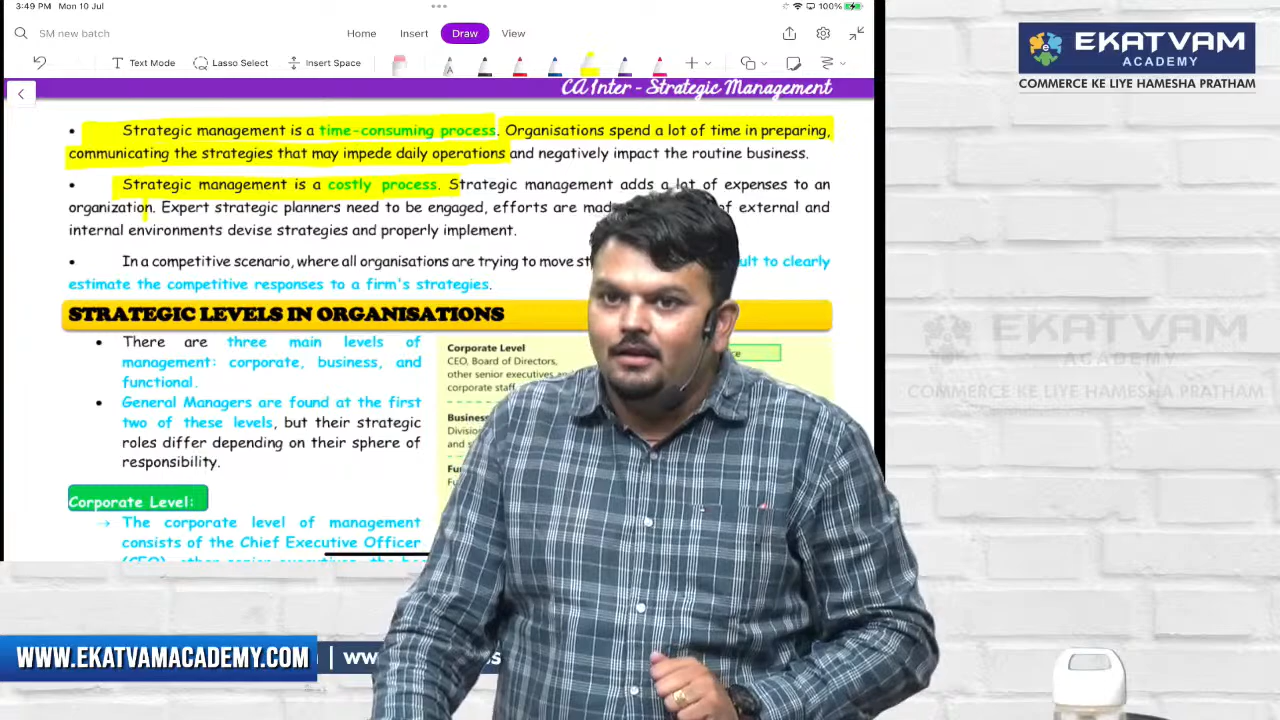 3:49 PM Mon 10 Jul
100%
SM new batch
Home Insert Draw View
Text Mode Lasso Select Insert Space
CA Inter - Strategic Management
• Strategic management is a time-consuming process. Organisations spend a lot of time in preparing,
communicating the strategies that may impede daily operations and negatively impact the routine business.
• Strategic management is a costly process. Strategic management adds a lot of expenses to an
organization. Expert strategic planners need to be engaged, efforts are made of external and
internal environments devise strategies and properly implement.
• In a competitive scenario, where all organisations are trying to move to clearly
estimate the competitive responses to a firm's strategies.
STRATEGIC LEVELS IN ORGANISATIONS
• There are three main levels of
management: corporate, business, and
functional.
• General Managers are found at the first
two of these levels, but their strategic
roles differ depending on their sphere of
responsibility.
Corporate Level:
→ The corporate level of management
consists of the Chief Executive Officer
Corporate Level
CEO, Board of Directors,
other senior executives
corporate staff
EKATVAM
ACADEMY
COMMERCE KE LIYE HAMESHA PRATHAM
EKATVAM
ACADEMY
COMMERCE KE LIYE HAMESHA PRATHAM
WWW.EKATVAMACADEMY.COM